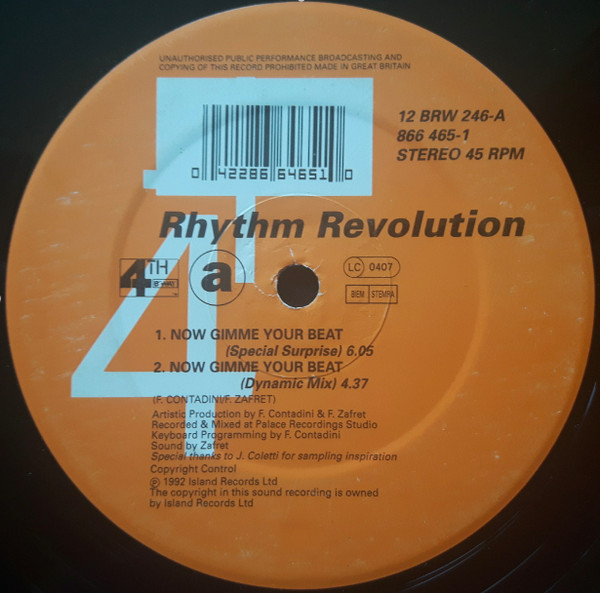 UNAUTHORISED PUBLIC PERFORMANCE BROADCASTING AND
COPYING OF THIS RECORD PROHIBITED MADE IN GREAT BRITAIN
12 BRW 246-A
866 465-1
STEREO 45 RPM
0 42286 64651 0
Rhythm Revolution
4TH
a
LC 0407
BIEM STEMRA
1. NOW GIMME YOUR BEAT
(Special Surprise) 6.05
2. NOW GIMME YOUR BEAT
(Dynamic Mix) 4.37
(F. CONTADINI/F. ZAFRET)
Artistic Production by F. Contadini & F. Zafret
Recorded & Mixed at Palace Recordings Studio
Keyboard Programming by F. Contadini
Sound by Zafret
Special thanks to J. Coletti for sampling inspiration
Copyright Control
℗ 1992 Island Records Ltd
The copyright in this sound recording is owned
by Island Records Ltd